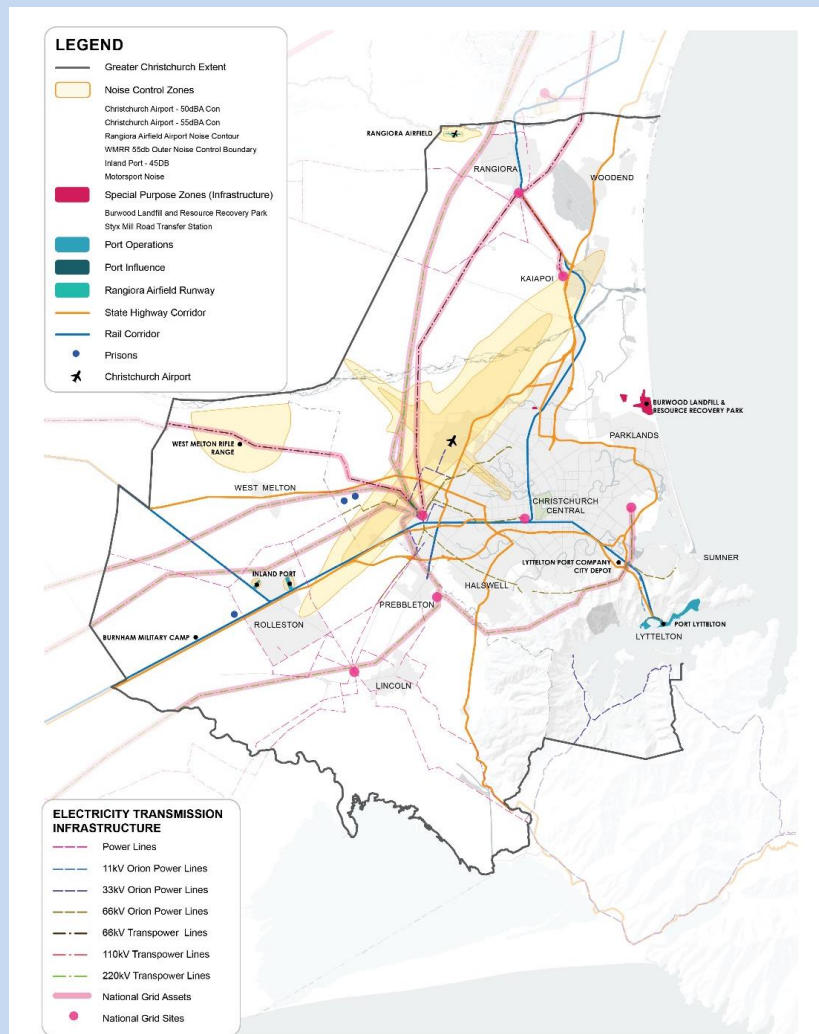 LEGEND
Greater Christchurch Extent
Noise Control Zones
Christchurch Airport - 50dBA Con
Christchurch Airport - 55dBA Con
Rangiora Airfield Airport Noise Contour
WMRR 55db Outer Noise Control Boundary
Inland Port - 45DB
Motorsport Noise
Special Purpose Zones (Infrastructure)
Burwood Landfill and Resource Recovery Park
Styx Mill Road Transfer Station
Port Operations
Port Influence
Rangiora Airfield Runway
State Highway Corridor
Rail Corridor
Prisons
Christchurch Airport
RANGIORA AIRFIELD
RANGIORA
WOODEND
KAIAPOI
BURWOOD LANDFILL &
RESOURCE RECOVERY PARK
PARKLANDS
WEST MELTON RIFLE
RANGE
WEST MELTON
CHRISTCHURCH
CENTRAL
SUMNER
LYTTELTON PORT COMPANY
CITY DEPOT
INLAND PORT
HALSWELL
PREBBLETON
ROLLESTON
PORT LYTTELTON
LYTTELTON
BURNHAM MILITARY CAMP
LINCOLN
ELECTRICITY TRANSMISSION
INFRASTRUCTURE
Power Lines
11kV Orion Power Lines
33kV Orion Power Lines
66kV Orion Power Lines
66kV Transpower Lines
110kV Transpower Lines
220kV Transpower Lines
National Grid Assets
National Grid Sites